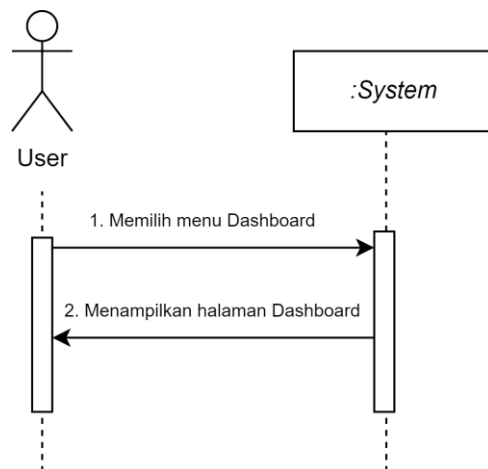 :System
User
1. Memilih menu Dashboard
2. Menampilkan halaman Dashboard